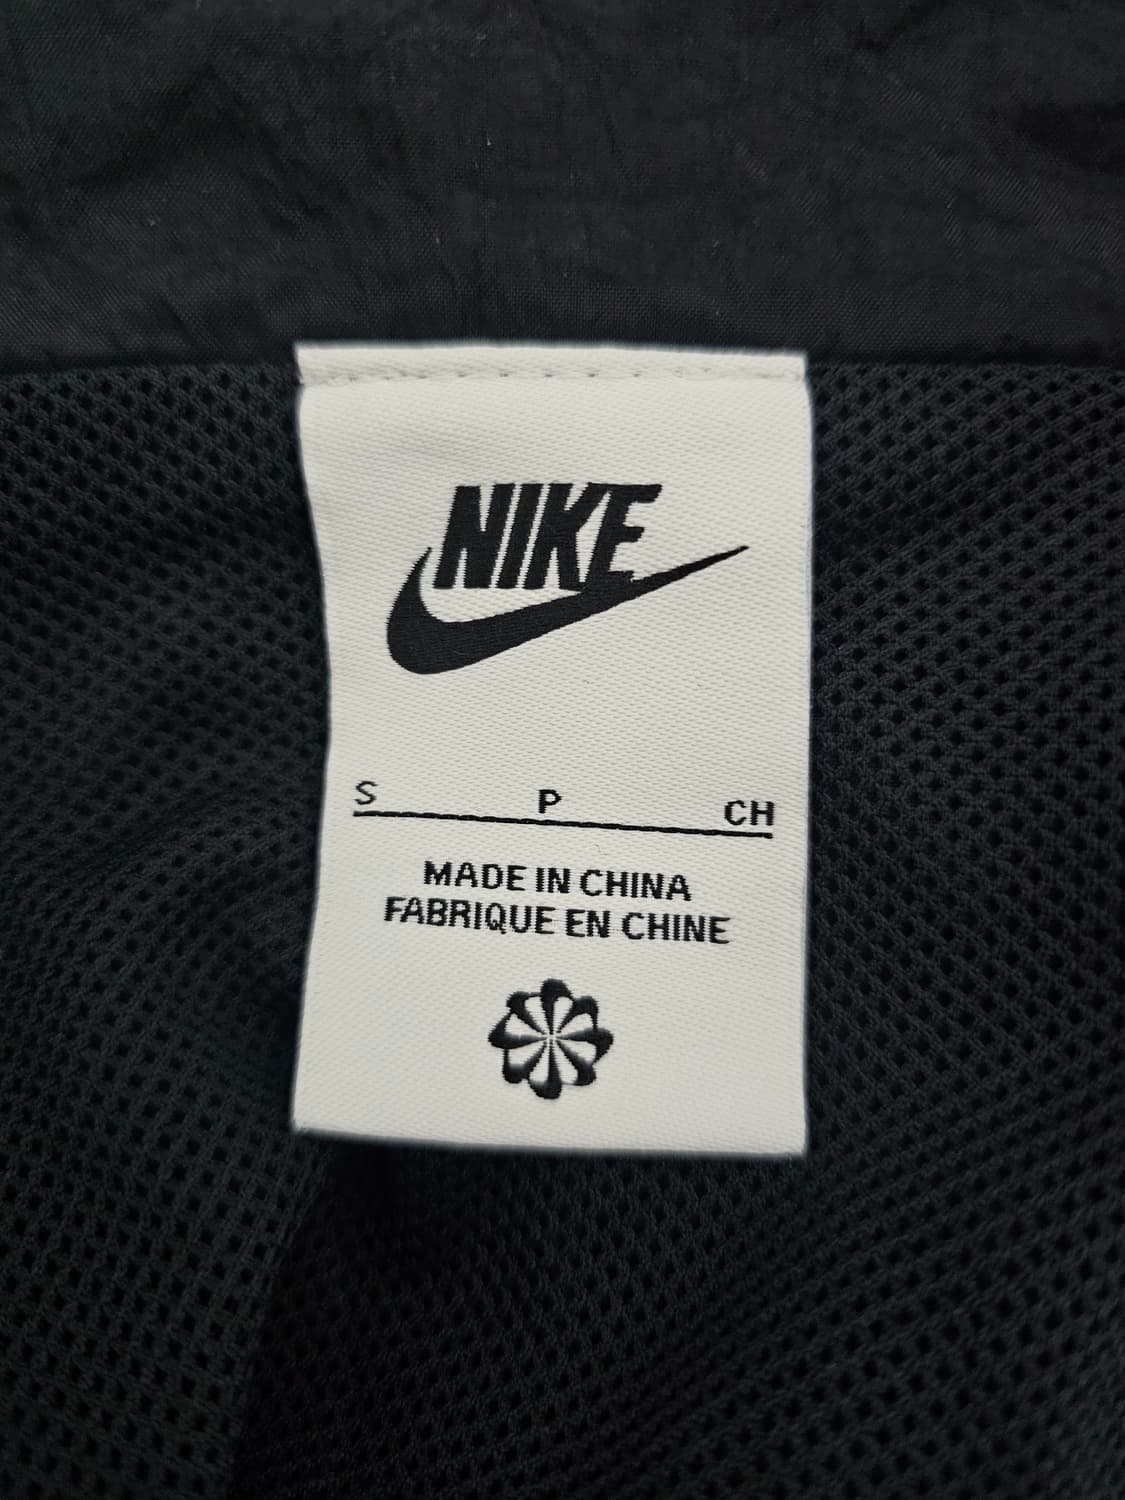 NIKE
S P CH
MADE IN CHINA
FABRIQUE EN CHINE